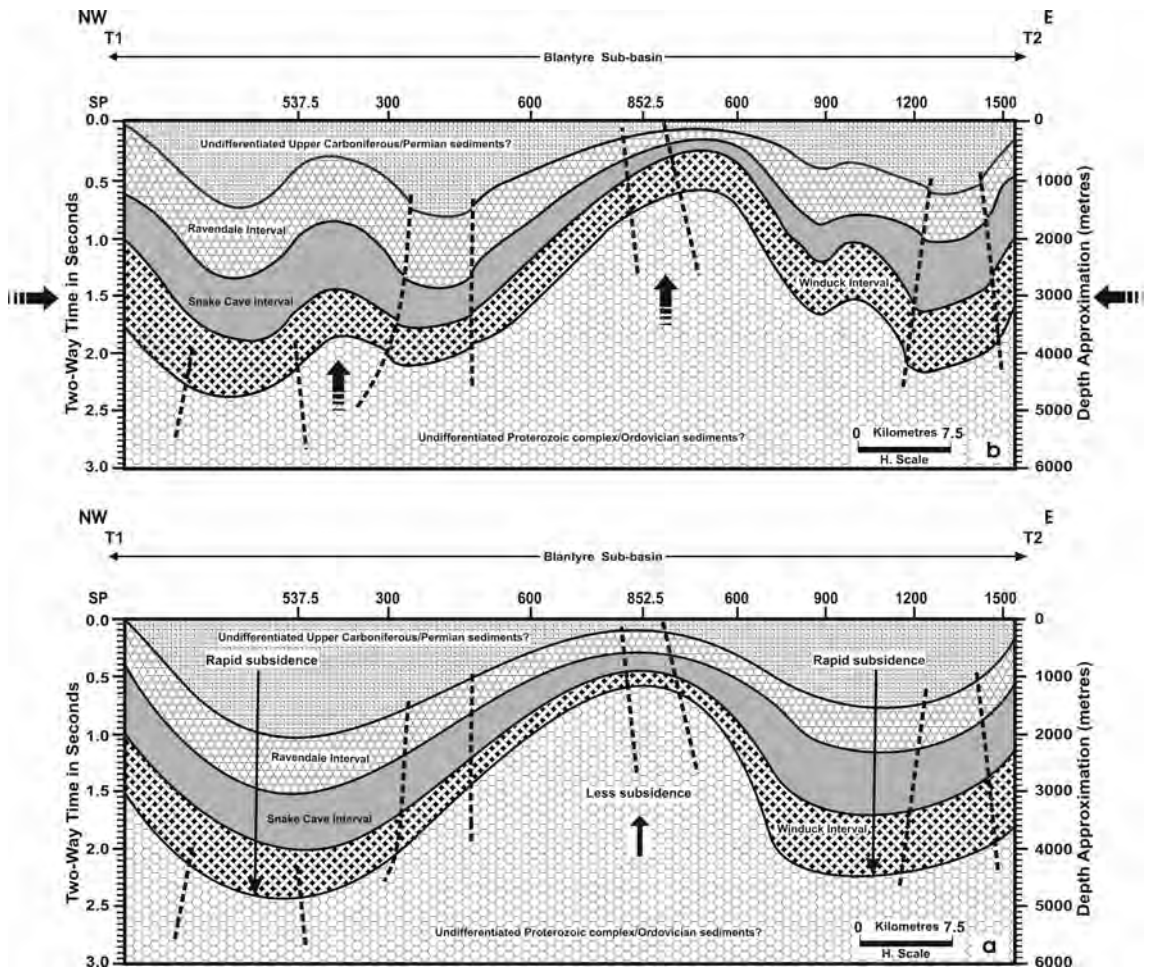 NW E
T1 T2
Blantyre Sub-basin
SP 537.5 300 600 852.5 600 900 1200 1500
0.0 0
Undifferentiated Upper Carboniferous/Permian sediments?
0.5 1000
Ravendale Interval
1.0 2000
Snake Cave Interval Winduck Interval
1.5 3000
2.0 4000
2.5 5000
Undifferentiated Proterozoic complex/Ordovician sediments?
0 Kilometres 7.5
H. Scale
b
3.0 6000
Two-Way Time in Seconds
Depth Approximation (metres)
NW E
T1 T2
Blantyre Sub-basin
SP 537.5 300 600 852.5 600 900 1200 1500
0.0 0
Undifferentiated Upper Carboniferous/Permian sediments?
Rapid subsidence Rapid subsidence
0.5 1000
1.0 2000
Ravendale Interval
1.5 3000
Less subsidence
Snake Cave Interval Winduck Interval
2.0 4000
2.5 5000
Undifferentiated Proterozoic complex/Ordovician sediments?
0 Kilometres 7.5
H. Scale
a
3.0 6000
Two-Way Time in Seconds
Depth Approximation (metres)